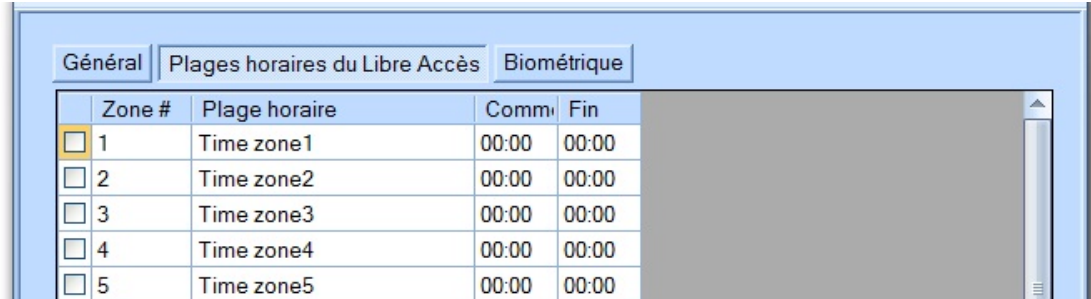 Général Plages horaires du Libre Accès Biométrique
Zone # Plage horaire Comme Fin
1 Time zone1 00:00 00:00
2 Time zone2 00:00 00:00
3 Time zone3 00:00 00:00
4 Time zone4 00:00 00:00
5 Time zone5 00:00 00:00